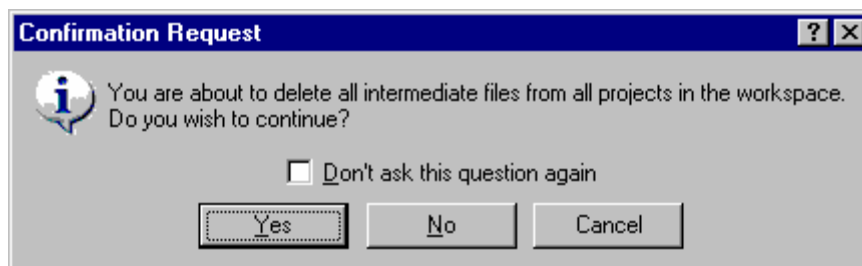 Confirmation Request
You are about to delete all intermediate files from all projects in the workspace.
Do you wish to continue?
Don't ask this question again
Yes No Cancel